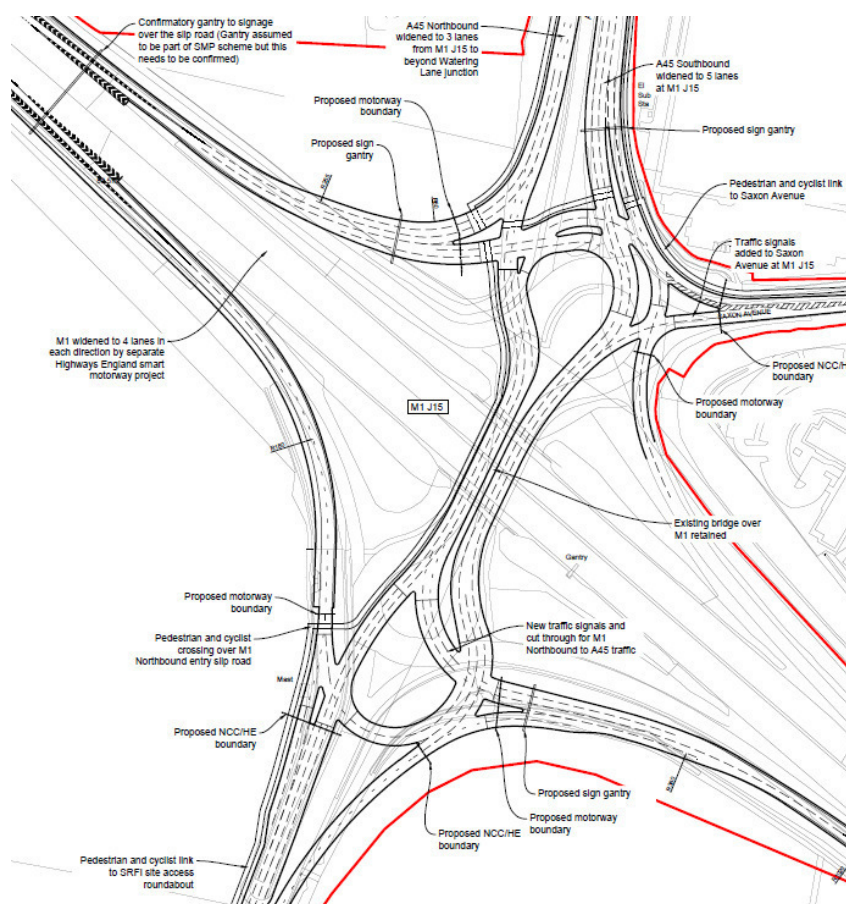 Confirmatory gantry to signage
over the slip road (Gantry assumed
to be part of SMP scheme but this
needs to be confirmed)
A45 Northbound
widened to 3 lanes
from M1 J15 to
beyond Watering
Lane junction
A45 Southbound
widened to 5 lanes
at M1 J15
El
Sub
Sta
Proposed motorway
boundary
Proposed sign
gantry
Proposed sign gantry
Pedestrian and cyclist link
to Saxon Avenue
Traffic signals
added to Saxon
Avenue at M1 J15
SAXON AVENUE
M1 widened to 4 lanes in
each direction by separate
Highways England smart
motorway project
Proposed NCC/H
boundary
Proposed motorway
boundary
M1 J15
Existing bridge over
M1 retained
Gantry
Proposed motorway
boundary
Pedestrian and cyclist
crossing over M1
Northbound entry slip road
New traffic signals and
cut through for M1
Northbound to A45 traffic
Mast
Proposed NCC/HE
boundary
Proposed sign gantry
Proposed motorway
boundary
Proposed NCC/HE
boundary
Pedestrian and cyclist link
to SRFI site access
roundabout